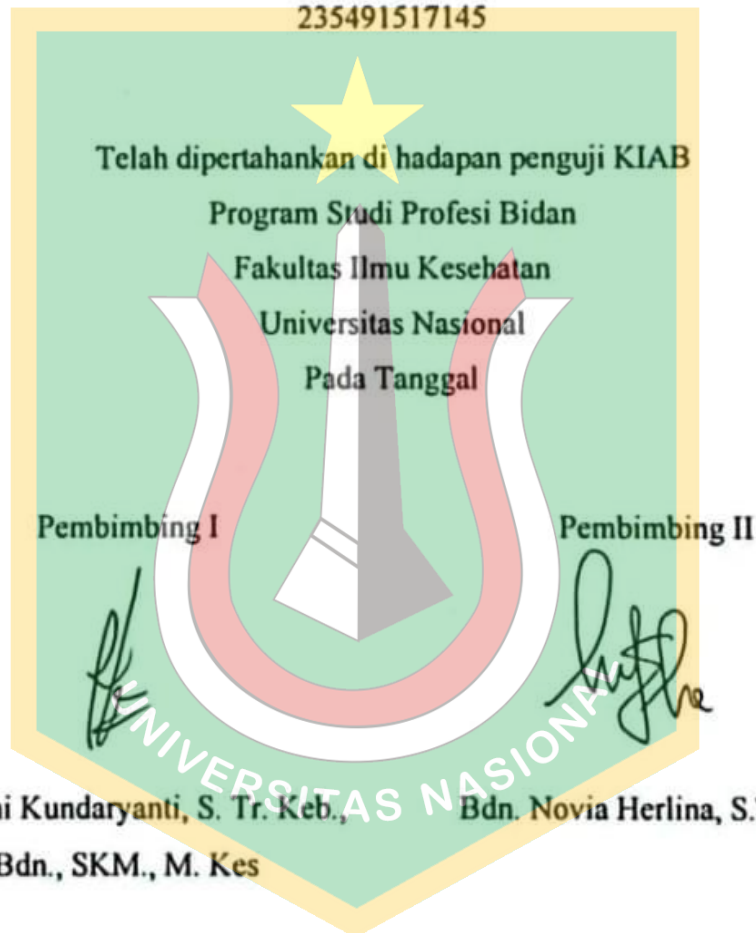 235491517145
Telah dipertahankan di hadapan penguji KIAB
Program Studi Profesi Bidan
Fakultas Ilmu Kesehatan
Universitas Nasional
Pada Tanggal
Pembimbing I Pembimbing II
ni Kundaryanti, S. Tr. Keb., Bdn. Novia Herlina, S.
Bdn., SKM., M. Kes
UNIVERSITAS NASIONAL